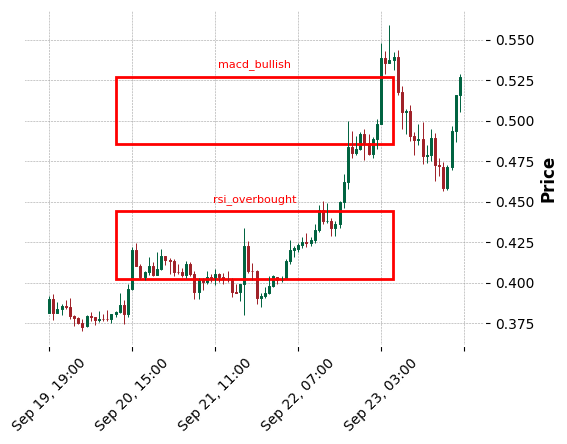 macd_bullish
rsi_overbought
0.550
0.525
0.500
0.475
0.450
0.425
0.400
0.375
Price
Sep 19, 19:00
Sep 20, 15:00
Sep 21, 11:00
Sep 22, 07:00
Sep 23, 03:00